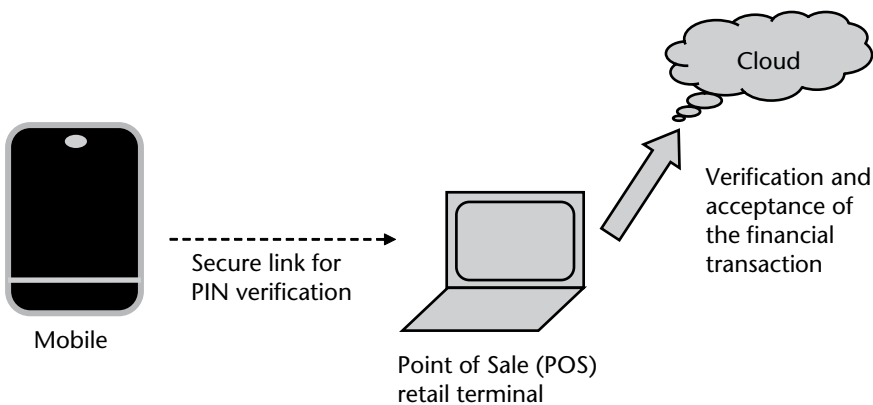 Cloud
Verification and
acceptance of
the financial
transaction
Secure link for
PIN verification
Mobile
Point of Sale (POS)
retail terminal